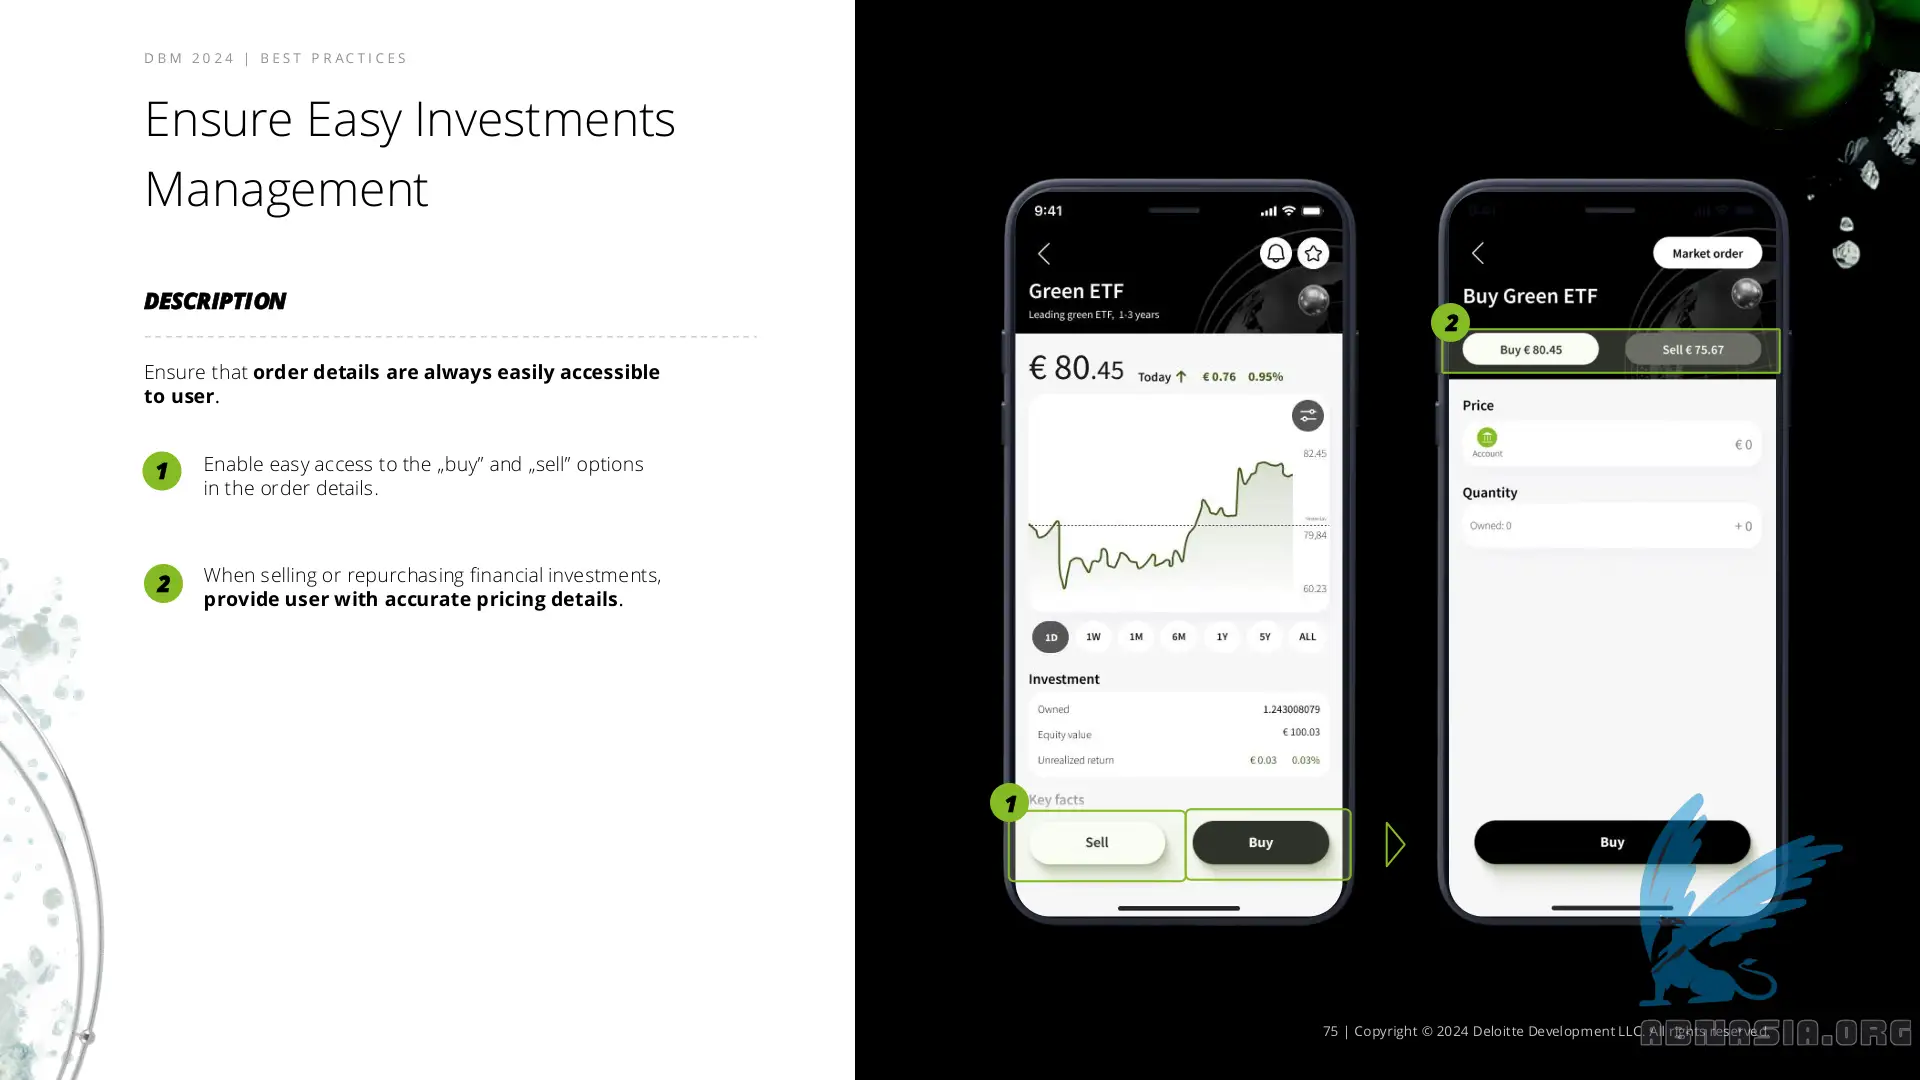 DBM 2024 | BEST PRACTICES
Ensure Easy Investments
Management
DESCRIPTION
Ensure that order details are always easily accessible
to user.
1
Enable easy access to the „buy” and „sell” options
in the order details.
2
When selling or repurchasing financial investments,
provide user with accurate pricing details.
9:41
Green ETF
Leading green ETF, 1-3 years
€ 80.45 Today € 0.76 0.95%
82.45
79,84
60.23
1D 1W 1M 6M 1Y 5Y ALL
Investment
Owned 1.243008079
Equity value € 100.03
Unrealized return € 0.03 0.03%
1
Key facts
Sell Buy
9:41
Market order
Buy Green ETF
2
Buy € 80.45 Sell € 75.67
Price
Account € 0
Quantity
Owned: 0 + 0
Buy
75 | Copyright © 2024 Deloitte Development LLC. All rights reserved.
ABIVASIA.ORG